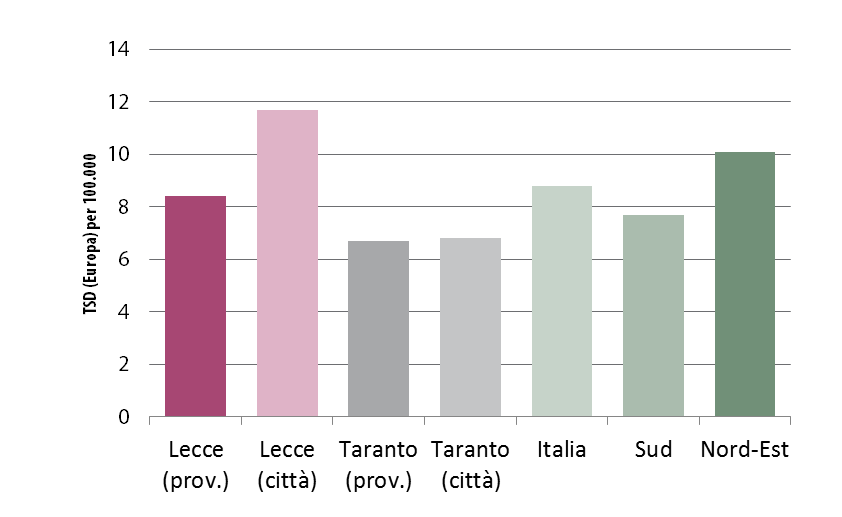 14
12
10
8
6
4
2
0
TSD (Europa) per 100.000
Lecce (prov.)
Lecce (città)
Taranto (prov.)
Taranto (città)
Italia
Sud
Nord-Est